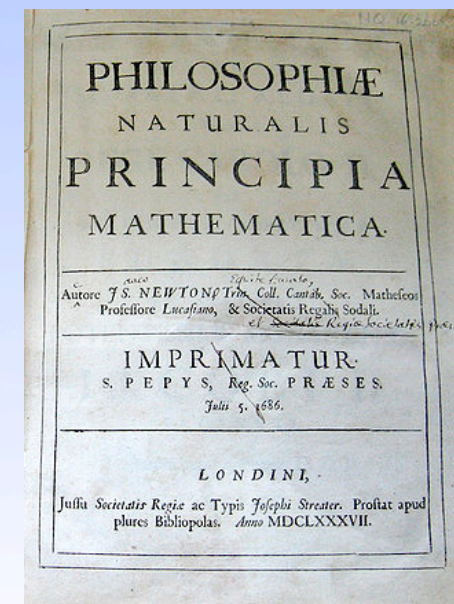 PHILOSOPHIÆ
NATURALIS
PRINCIPIA
MATHEMATICA.
Autore J S. NEWTON, Trin. Coll. Cantab. Soc. Matheseos
Professore Lucasiano, & Societatis Regalis Sodali.
IMPRIMATUR.
S. PEPYS, Reg. Soc. PRÆSES.
Julii 5. 1686.
LONDINI,
Jussu Societatis Regiæ ac Typis Josephi Streater. Prostat apud
plures Bibliopolas. Anno MDCLXXXVII.